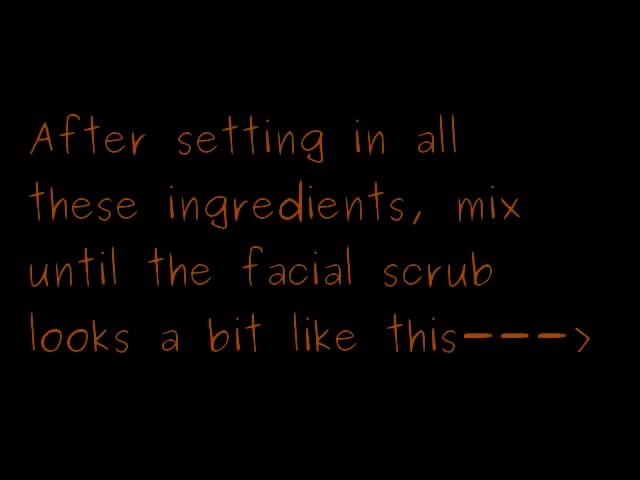 After setting in all
these ingredients, mix
until the facial scrub
looks a bit like this---->